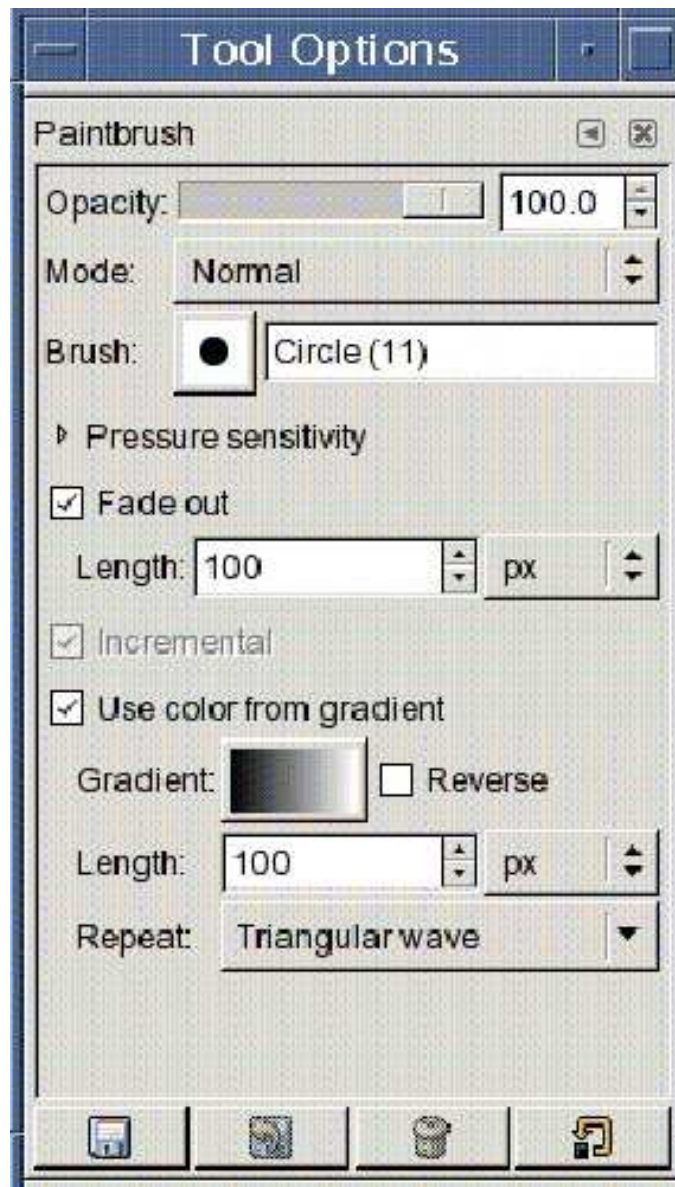 Tool Options
Paintbrush
Opacity: 100.0
Mode: Normal
Brush: Circle (11)
Pressure sensitivity
Fade out
Length: 100 px
Incremental
Use color from gradient
Gradient: Reverse
Length: 100 px
Repeat: Triangular wave